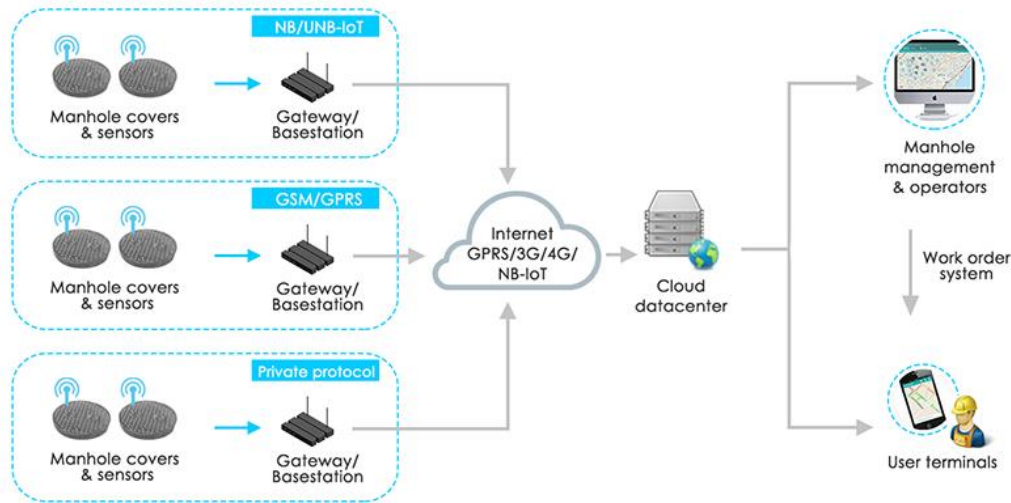 NB/UNB-IoT
Manhole covers
& sensors
Gateway/
Basestation
GSM/GPRS
Manhole covers
& sensors
Gateway/
Basestation
Private protocol
Manhole covers
& sensors
Gateway/
Basestation
Internet
GPRS/3G/4G/
NB-IoT
Cloud
datacenter
Manhole
management
& operators
Work order
system
User terminals